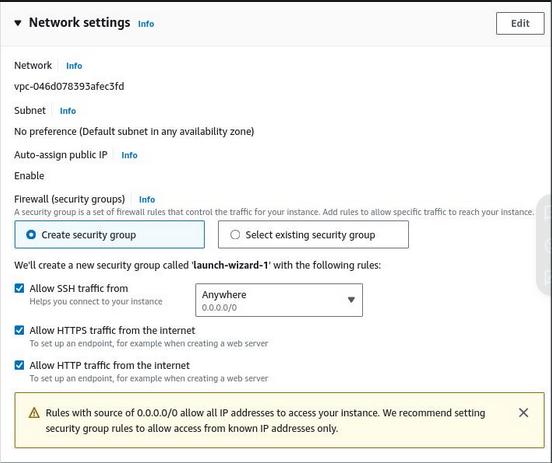 Network settings Info
Edit
Network Info
vpc-046d078393afec3fd
Subnet Info
No preference (Default subnet in any availability zone)
Auto-assign public IP Info
Enable
Firewall (security groups) Info
A security group is a set of firewall rules that control the traffic for your instance. Add rules to allow specific traffic to reach your instance.
Create security group
Select existing security group
We'll create a new security group called 'launch-wizard-1' with the following rules:
Allow SSH traffic from
Helps you connect to your instance
Anywhere
0.0.0.0/0
Allow HTTPS traffic from the internet
To set up an endpoint, for example when creating a web server
Allow HTTP traffic from the internet
To set up an endpoint, for example when creating a web server
Rules with source of 0.0.0.0/0 allow all IP addresses to access your instance. We recommend setting
security group rules to allow access from known IP addresses only.